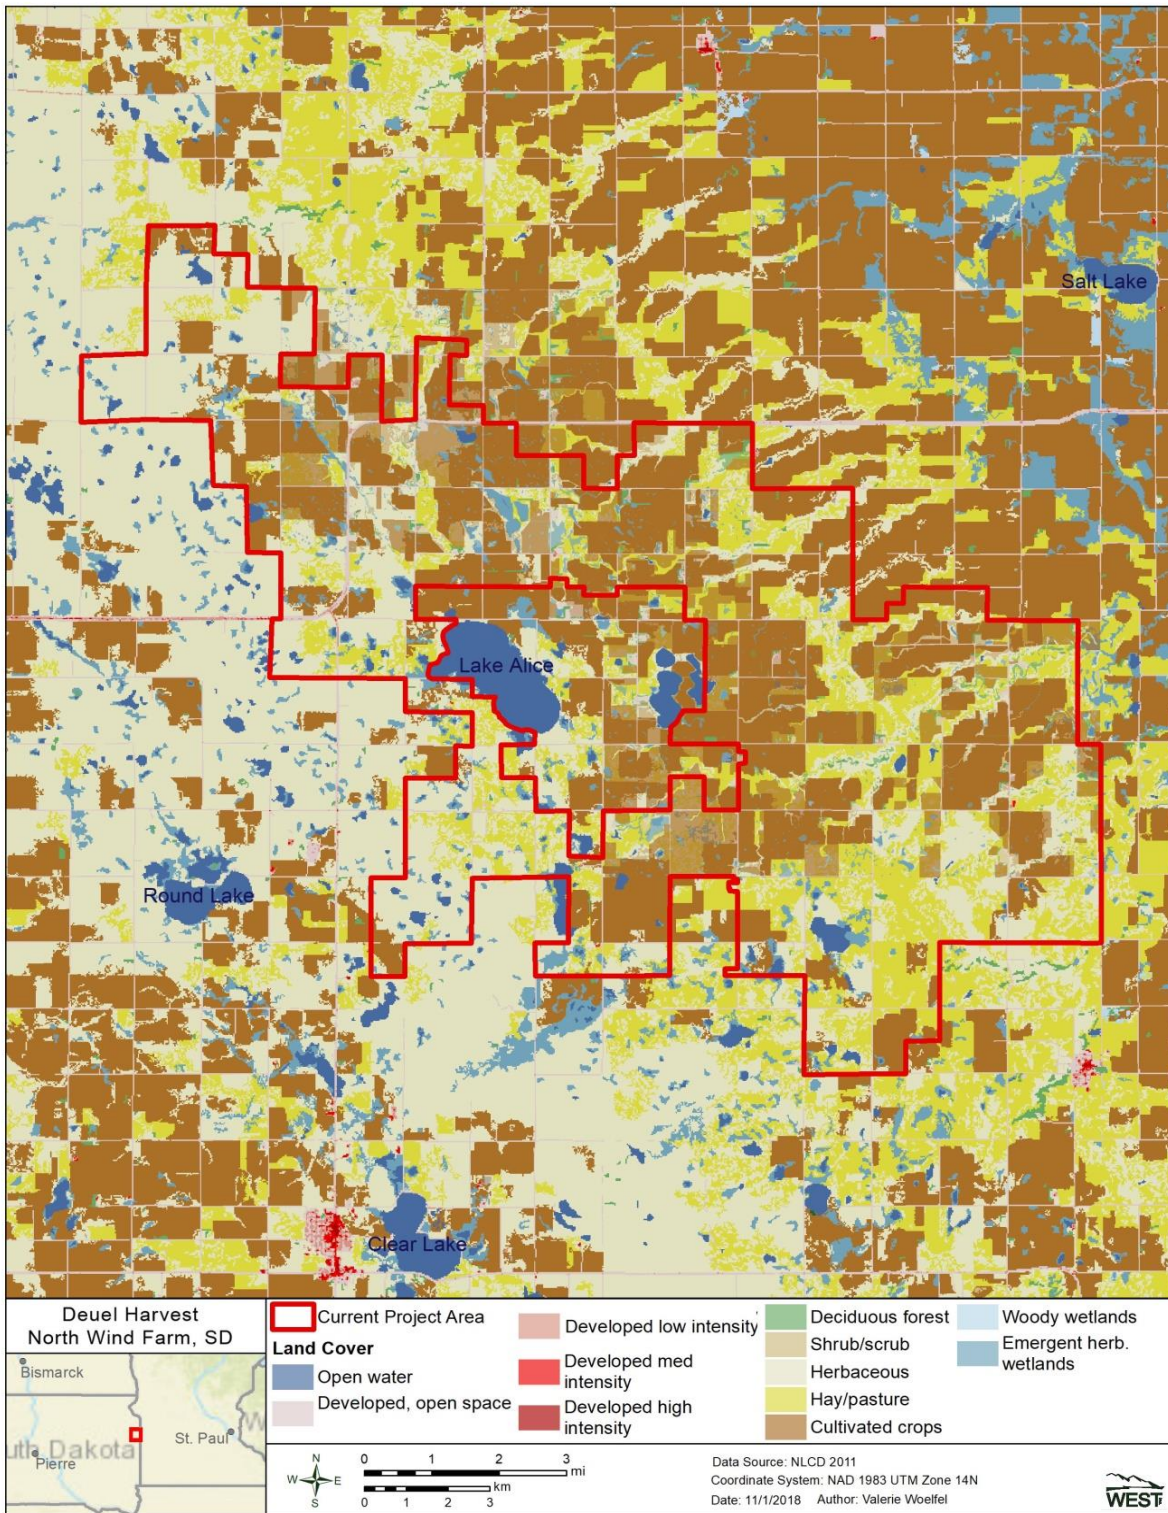 Salt Lake
Lake Alice
Round Lake
Clear Lake
Deuel Harvest
North Wind Farm, SD
Bismarck
uth Dakota
Pierre
St. Paul
W
Current Project Area
Land Cover
Open water
Developed, open space
Developed low intensity
Developed med
intensity
Developed high
intensity
Deciduous forest
Shrub/scrub
Herbaceous
Hay/pasture
Cultivated crops
Woody wetlands
Emergent herb.
wetlands
N
W E
S
0 1 2 3
mi
km
0 1 2 3
Data Source: NLCD 2011
Coordinate System: NAD 1983 UTM Zone 14N
Date: 11/1/2018 Author: Valerie Woelfel
WEST